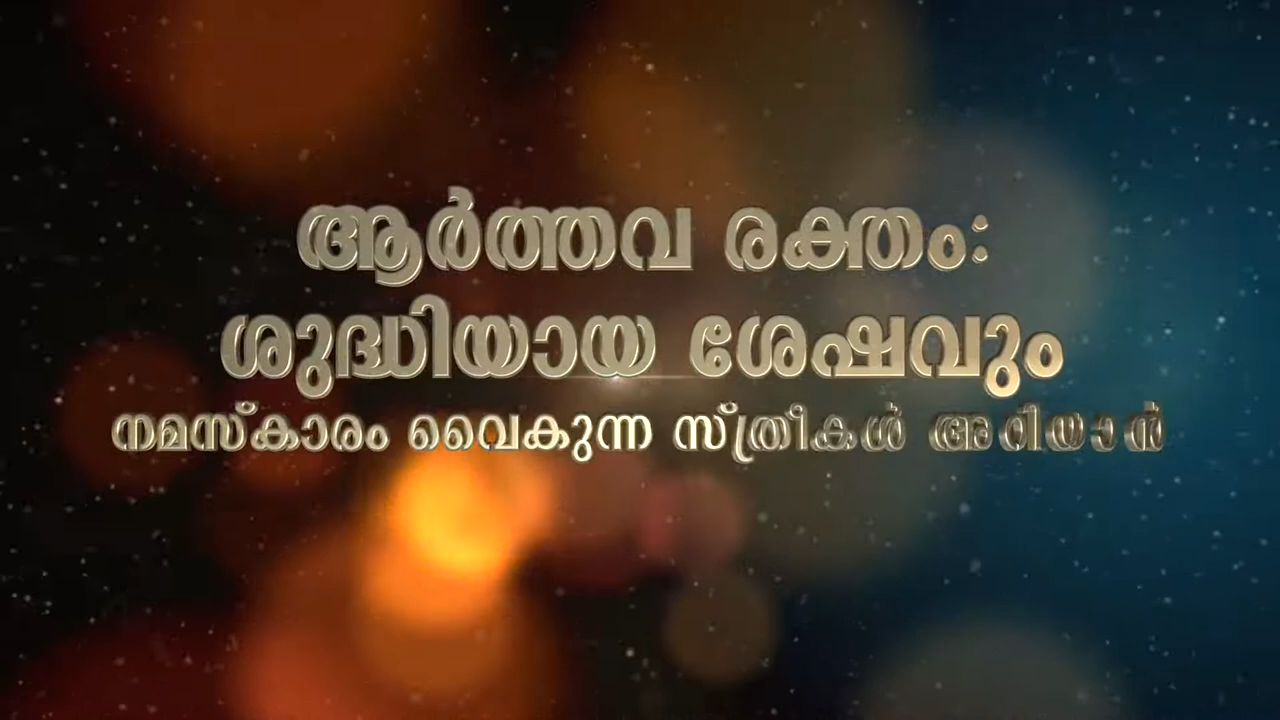 ആർത്തവ രക്തം:
ശുദ്ധിയായ ശേഷവും
നമസ്കാരം വൈകുന്ന സ്ത്രീകൾ അറിയാൻ